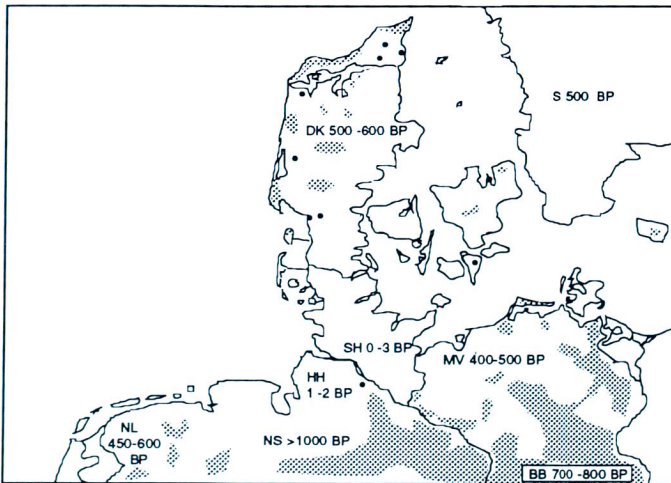 S 500 BP
DK 500 -600 BP
SH 0 -3 BP
MV 400-500 BP
HH
1 -2 BP
NL
450-600
BP
NS >1000 BP
BB 700 -800 BP